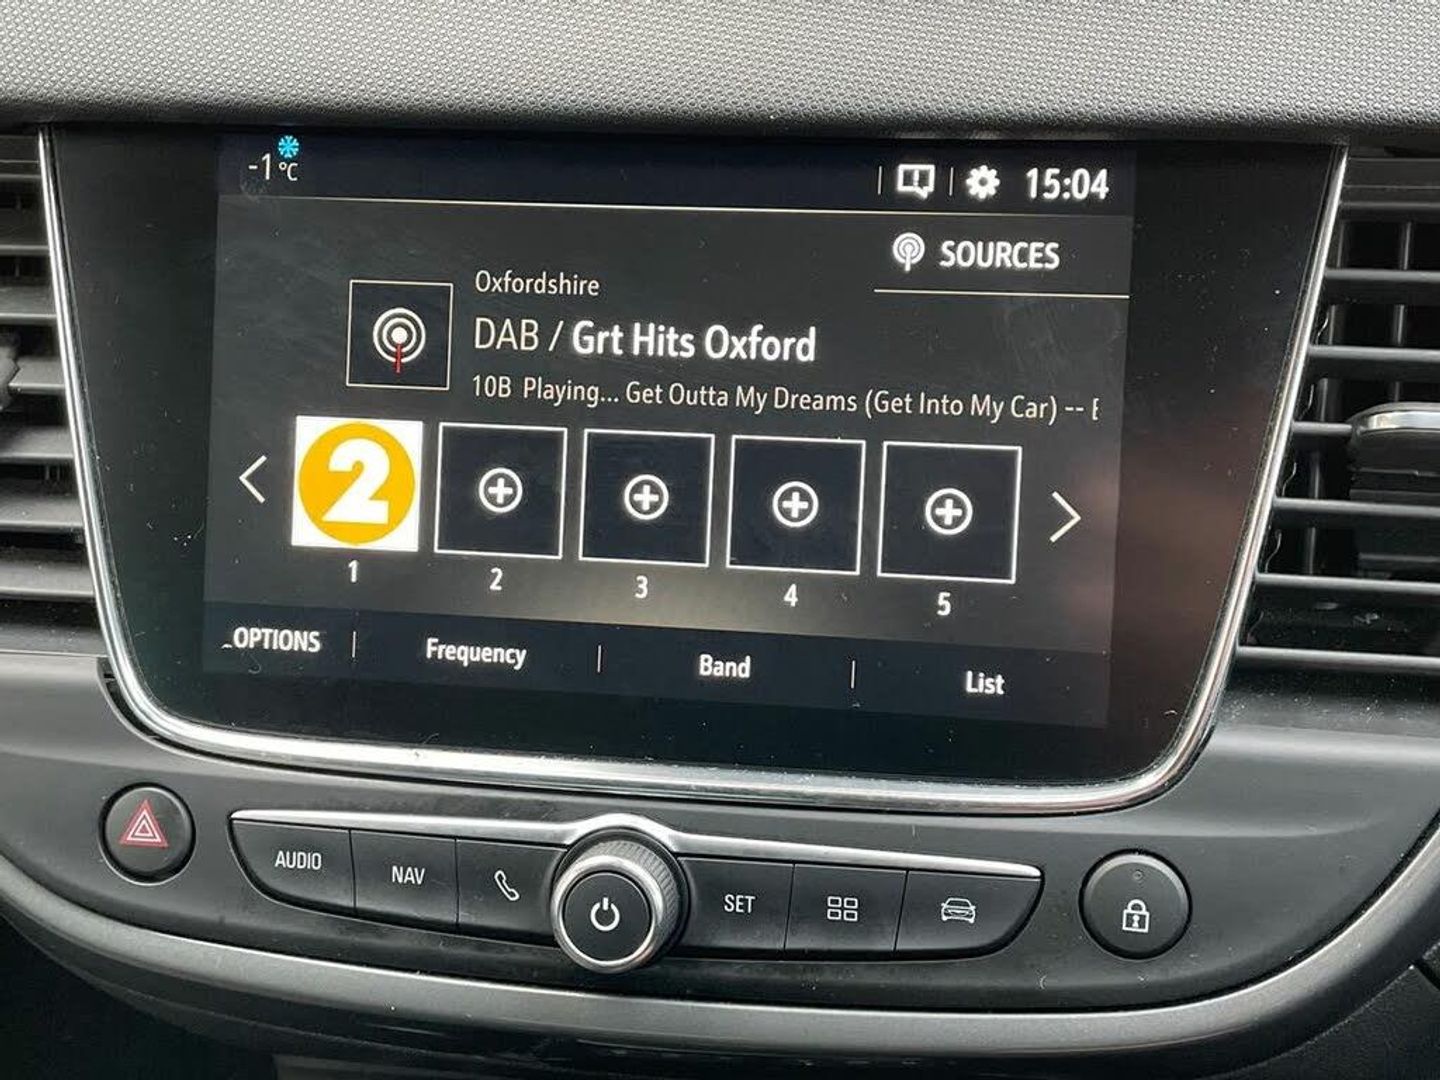 -1 °C
15:04
SOURCES
Oxfordshire
DAB / Grt Hits Oxford
10B Playing... Get Outta My Dreams (Get Into My Car) --
2
1 2 3 4 5
OPTIONS Frequency Band List
AUDIO NAV SET